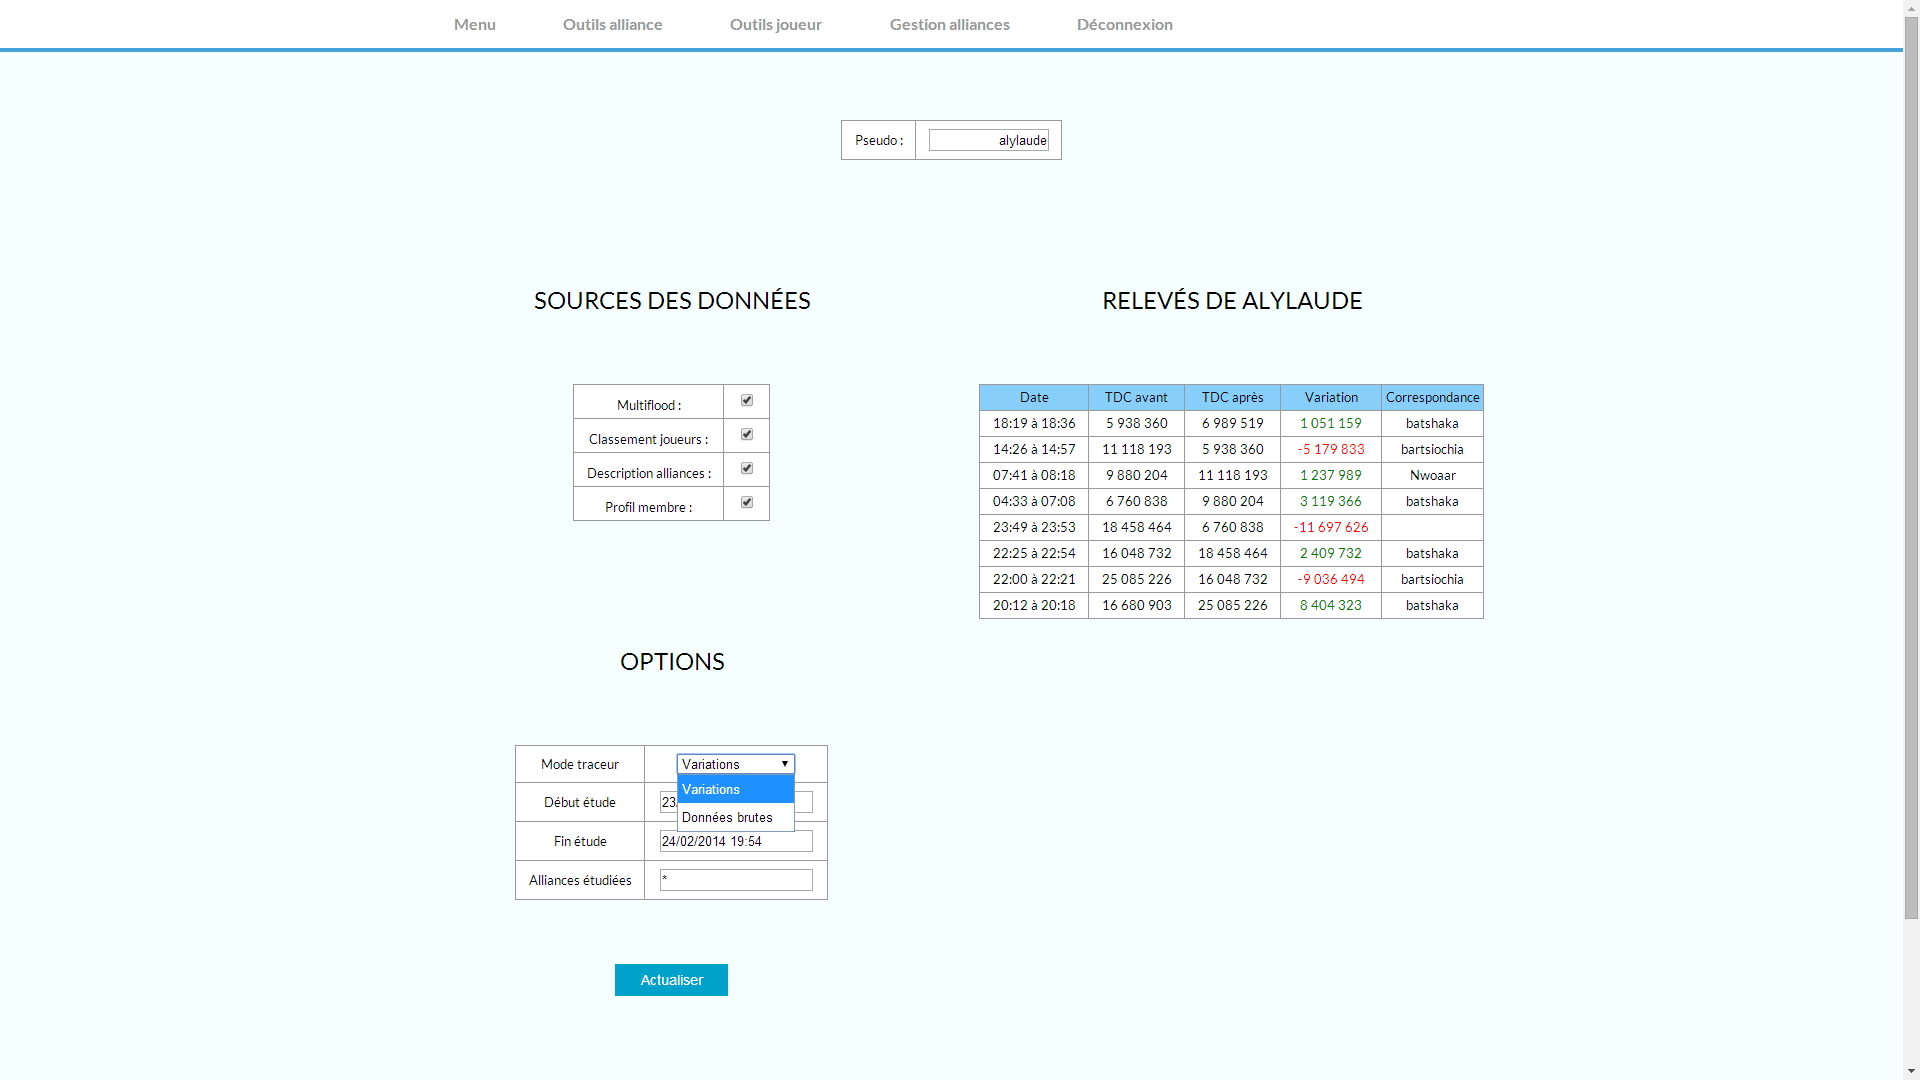 Menu Outils alliance Outils joueur Gestion alliances Déconnexion
Pseudo : alylaude
SOURCES DES DONNÉES
Multiflood :
Classement joueurs :
Description alliances :
Profil membre :
RELEVÉS DE ALYLAUDE
Date TDC avant TDC après Variation Correspondance
18:19 à 18:36 5 938 360 6 989 519 1 051 159 batshaka
14:26 à 14:57 11 118 193 5 938 360 -5 179 833 bartsiochia
07:41 à 08:18 9 880 204 11 118 193 1 237 989 Nwoaar
04:33 à 07:08 6 760 838 9 880 204 3 119 366 batshaka
23:49 à 23:53 18 458 464 6 760 838 -11 697 626
22:25 à 22:54 16 048 732 18 458 464 2 409 732 batshaka
22:00 à 22:21 25 085 226 16 048 732 -9 036 494 bartsiochia
20:12 à 20:18 16 680 903 25 085 226 8 404 323 batshaka
OPTIONS
Mode traceur Variations
Variations
Données brutes
Début étude 23
Fin étude 24/02/2014 19:54
Alliances étudiées *
Actualiser